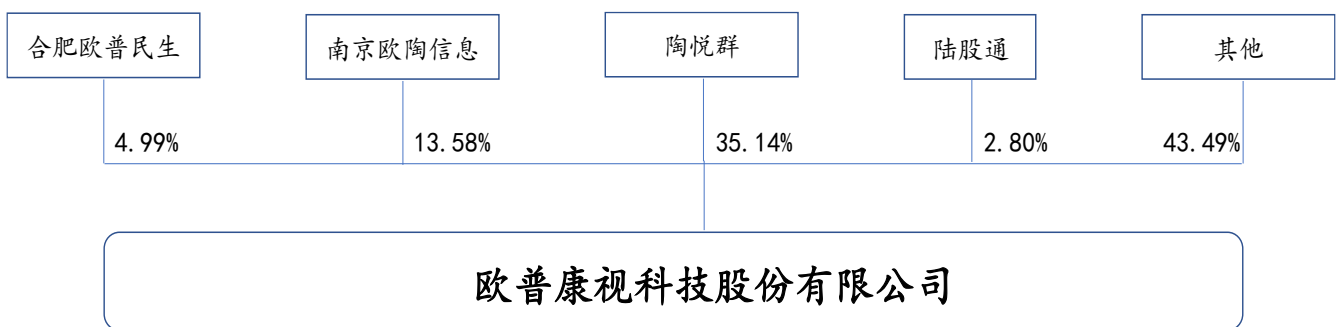 合肥欧普民生 南京欧陶信息 陶悦群 陆股通 其他
4.99% 13.58% 35.14% 2.80% 43.49%
欧普康视科技股份有限公司